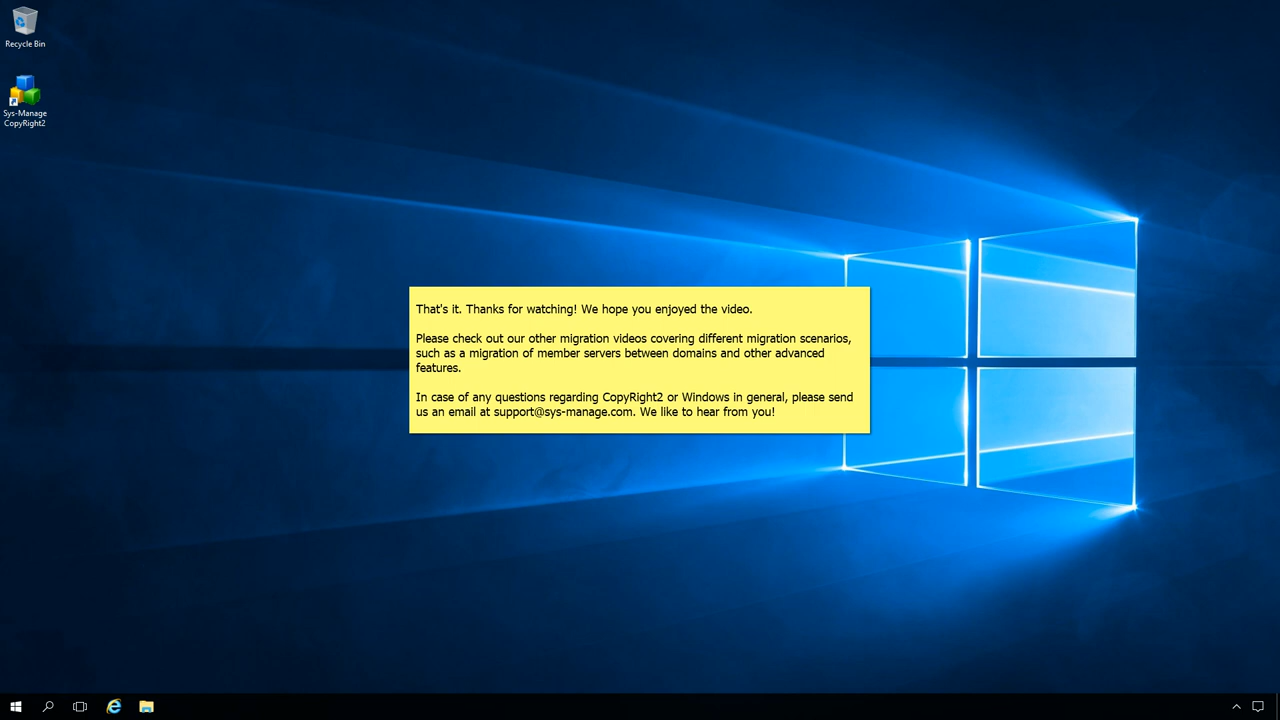 Recycle Bin
Sys-Manage
CopyRight2
That's it. Thanks for watching! We hope you enjoyed the video.
Please check out our other migration videos covering different migration scenarios,
such as a migration of member servers between domains and other advanced
features.
In case of any questions regarding CopyRight2 or Windows in general, please send
us an email at support@sys-manage.com. We like to hear from you!